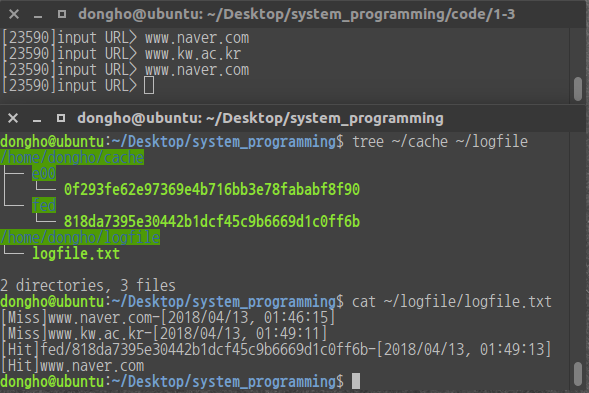 dongho@ubuntu: ~/Desktop/system_programming/code/1-3
[23590]input URL> www.naver.com
[23590]input URL> www.kw.ac.kr
[23590]input URL> www.naver.com
[23590]input URL>
dongho@ubuntu: ~/Desktop/system_programming
dongho@ubuntu:~/Desktop/system_programming$ tree ~/cache ~/logfile
/home/dongho/cache
├── e00
│   └── 0f293fe62e97369e4b716bb3e78fababf8f90
└── fed
    └── 818da7395e30442b1dcf45c9b6669d1c0ff6b
/home/dongho/logfile
└── logfile.txt
2 directories, 3 files
dongho@ubuntu:~/Desktop/system_programming$ cat ~/logfile/logfile.txt
[Miss]www.naver.com-[2018/04/13, 01:46:15]
[Miss]www.kw.ac.kr-[2018/04/13, 01:49:11]
[Hit]fed/818da7395e30442b1dcf45c9b6669d1c0ff6b-[2018/04/13, 01:49:13]
[Hit]www.naver.com
dongho@ubuntu:~/Desktop/system_programming$